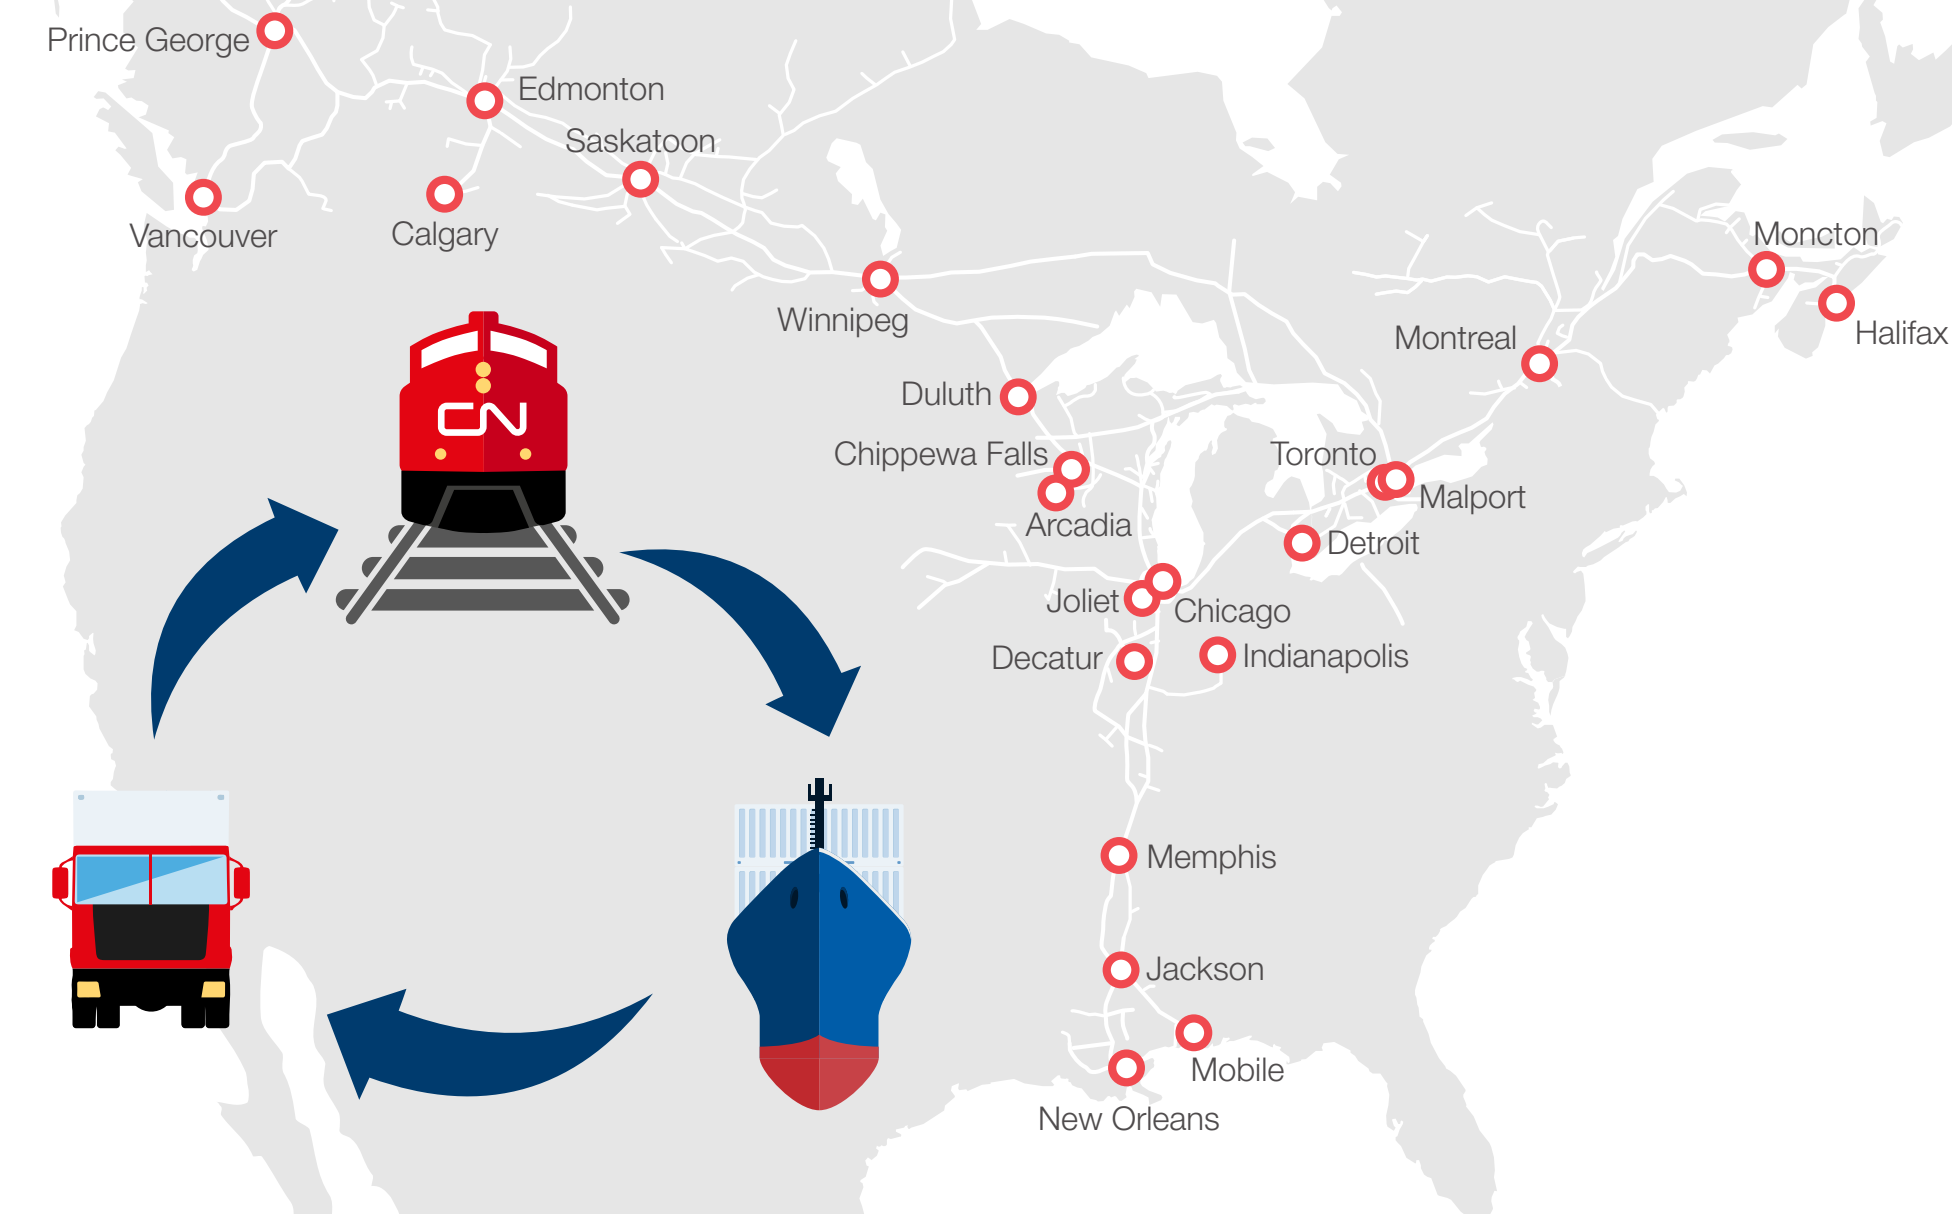 Prince George
Edmonton
Saskatoon
Vancouver
Calgary
Moncton
Winnipeg
Halifax
Montreal
Duluth
CN
Chippewa Falls
Toronto
Malport
Arcadia
Detroit
Joliet
Chicago
Decatur
Indianapolis
Memphis
Jackson
Mobile
New Orleans